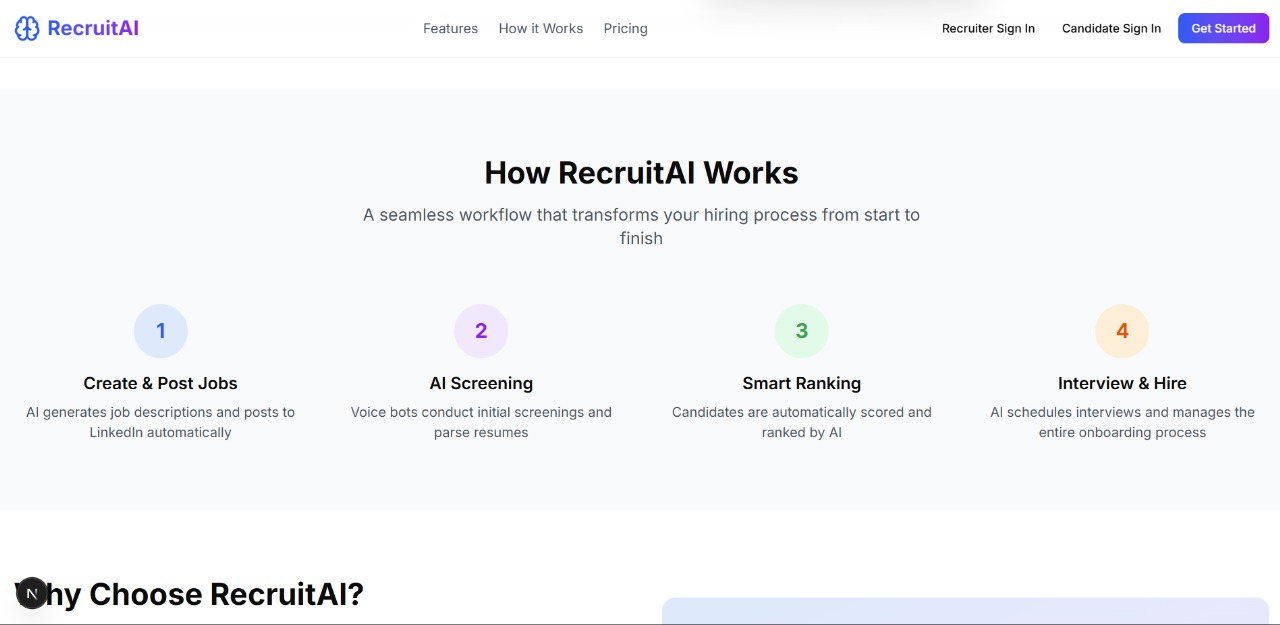 RecruitAI
Features
How it Works
Pricing
Recruiter Sign In
Candidate Sign In
Get Started
How RecruitAI Works
A seamless workflow that transforms your hiring process from start to
finish
1
Create & Post Jobs
AI generates job descriptions and posts to
LinkedIn automatically
2
AI Screening
Voice bots conduct initial screenings and
parse resumes
3
Smart Ranking
Candidates are automatically scored and
ranked by AI
4
Interview & Hire
AI schedules interviews and manages the
entire onboarding process
Why Choose RecruitAI?
N